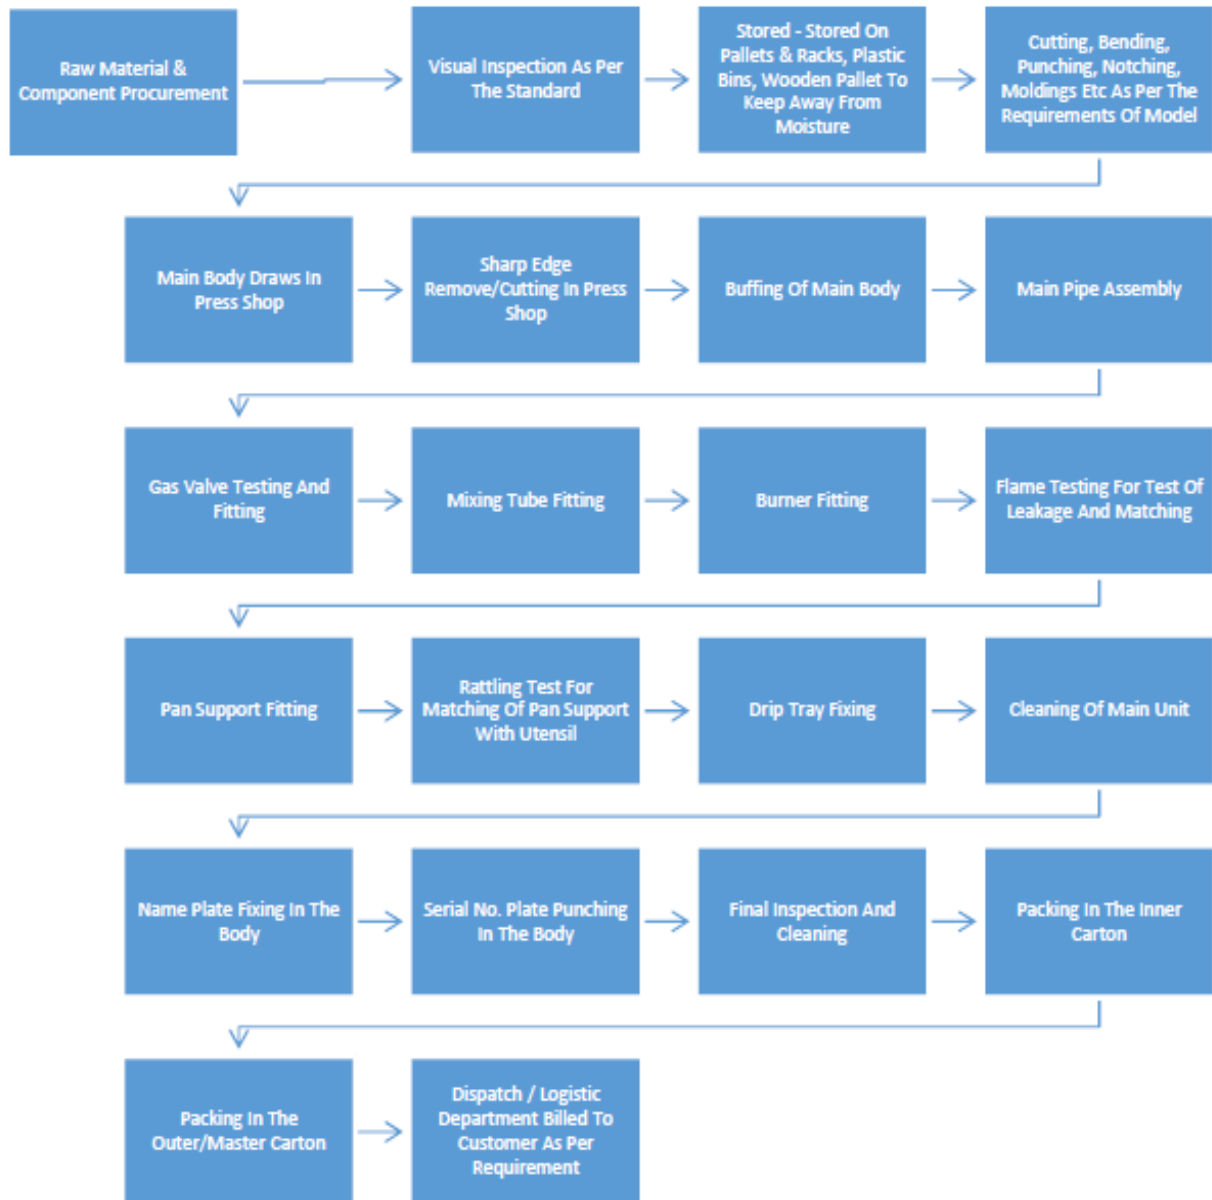 Raw Material &
Component Procurement
Visual Inspection As Per
The Standard
Stored - Stored On
Pallets & Racks, Plastic
Bins, Wooden Pallet To
Keep Away From
Moisture
Cutting, Bending,
Punching, Notching,
Moldings Etc As Per The
Requirements Of Model
Main Body Draws In
Press Shop
Sharp Edge
Remove/Cutting In Press
Shop
Buffing Of Main Body
Main Pipe Assembly
Gas Valve Testing And
Fitting
Mixing Tube Fitting
Burner Fitting
Flame Testing For Test Of
Leakage And Matching
Pan Support Fitting
Rattling Test For
Matching Of Pan Support
With Utensil
Drip Tray Fixing
Cleaning Of Main Unit
Name Plate Fixing In The
Body
Serial No. Plate Punching
In The Body
Final Inspection And
Cleaning
Packing In The Inner
Carton
Packing In The
Outer/Master Carton
Dispatch / Logistic
Department Billed To
Customer As Per
Requirement